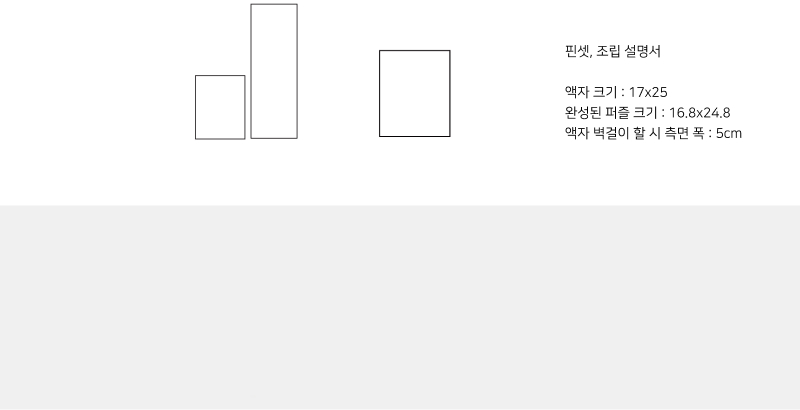 핀셋, 조립 설명서
액자 크기 : 17x25
완성된 퍼즐 크기 : 16.8x24.8
액자 벽걸이 할 시 측면 폭 : 5cm